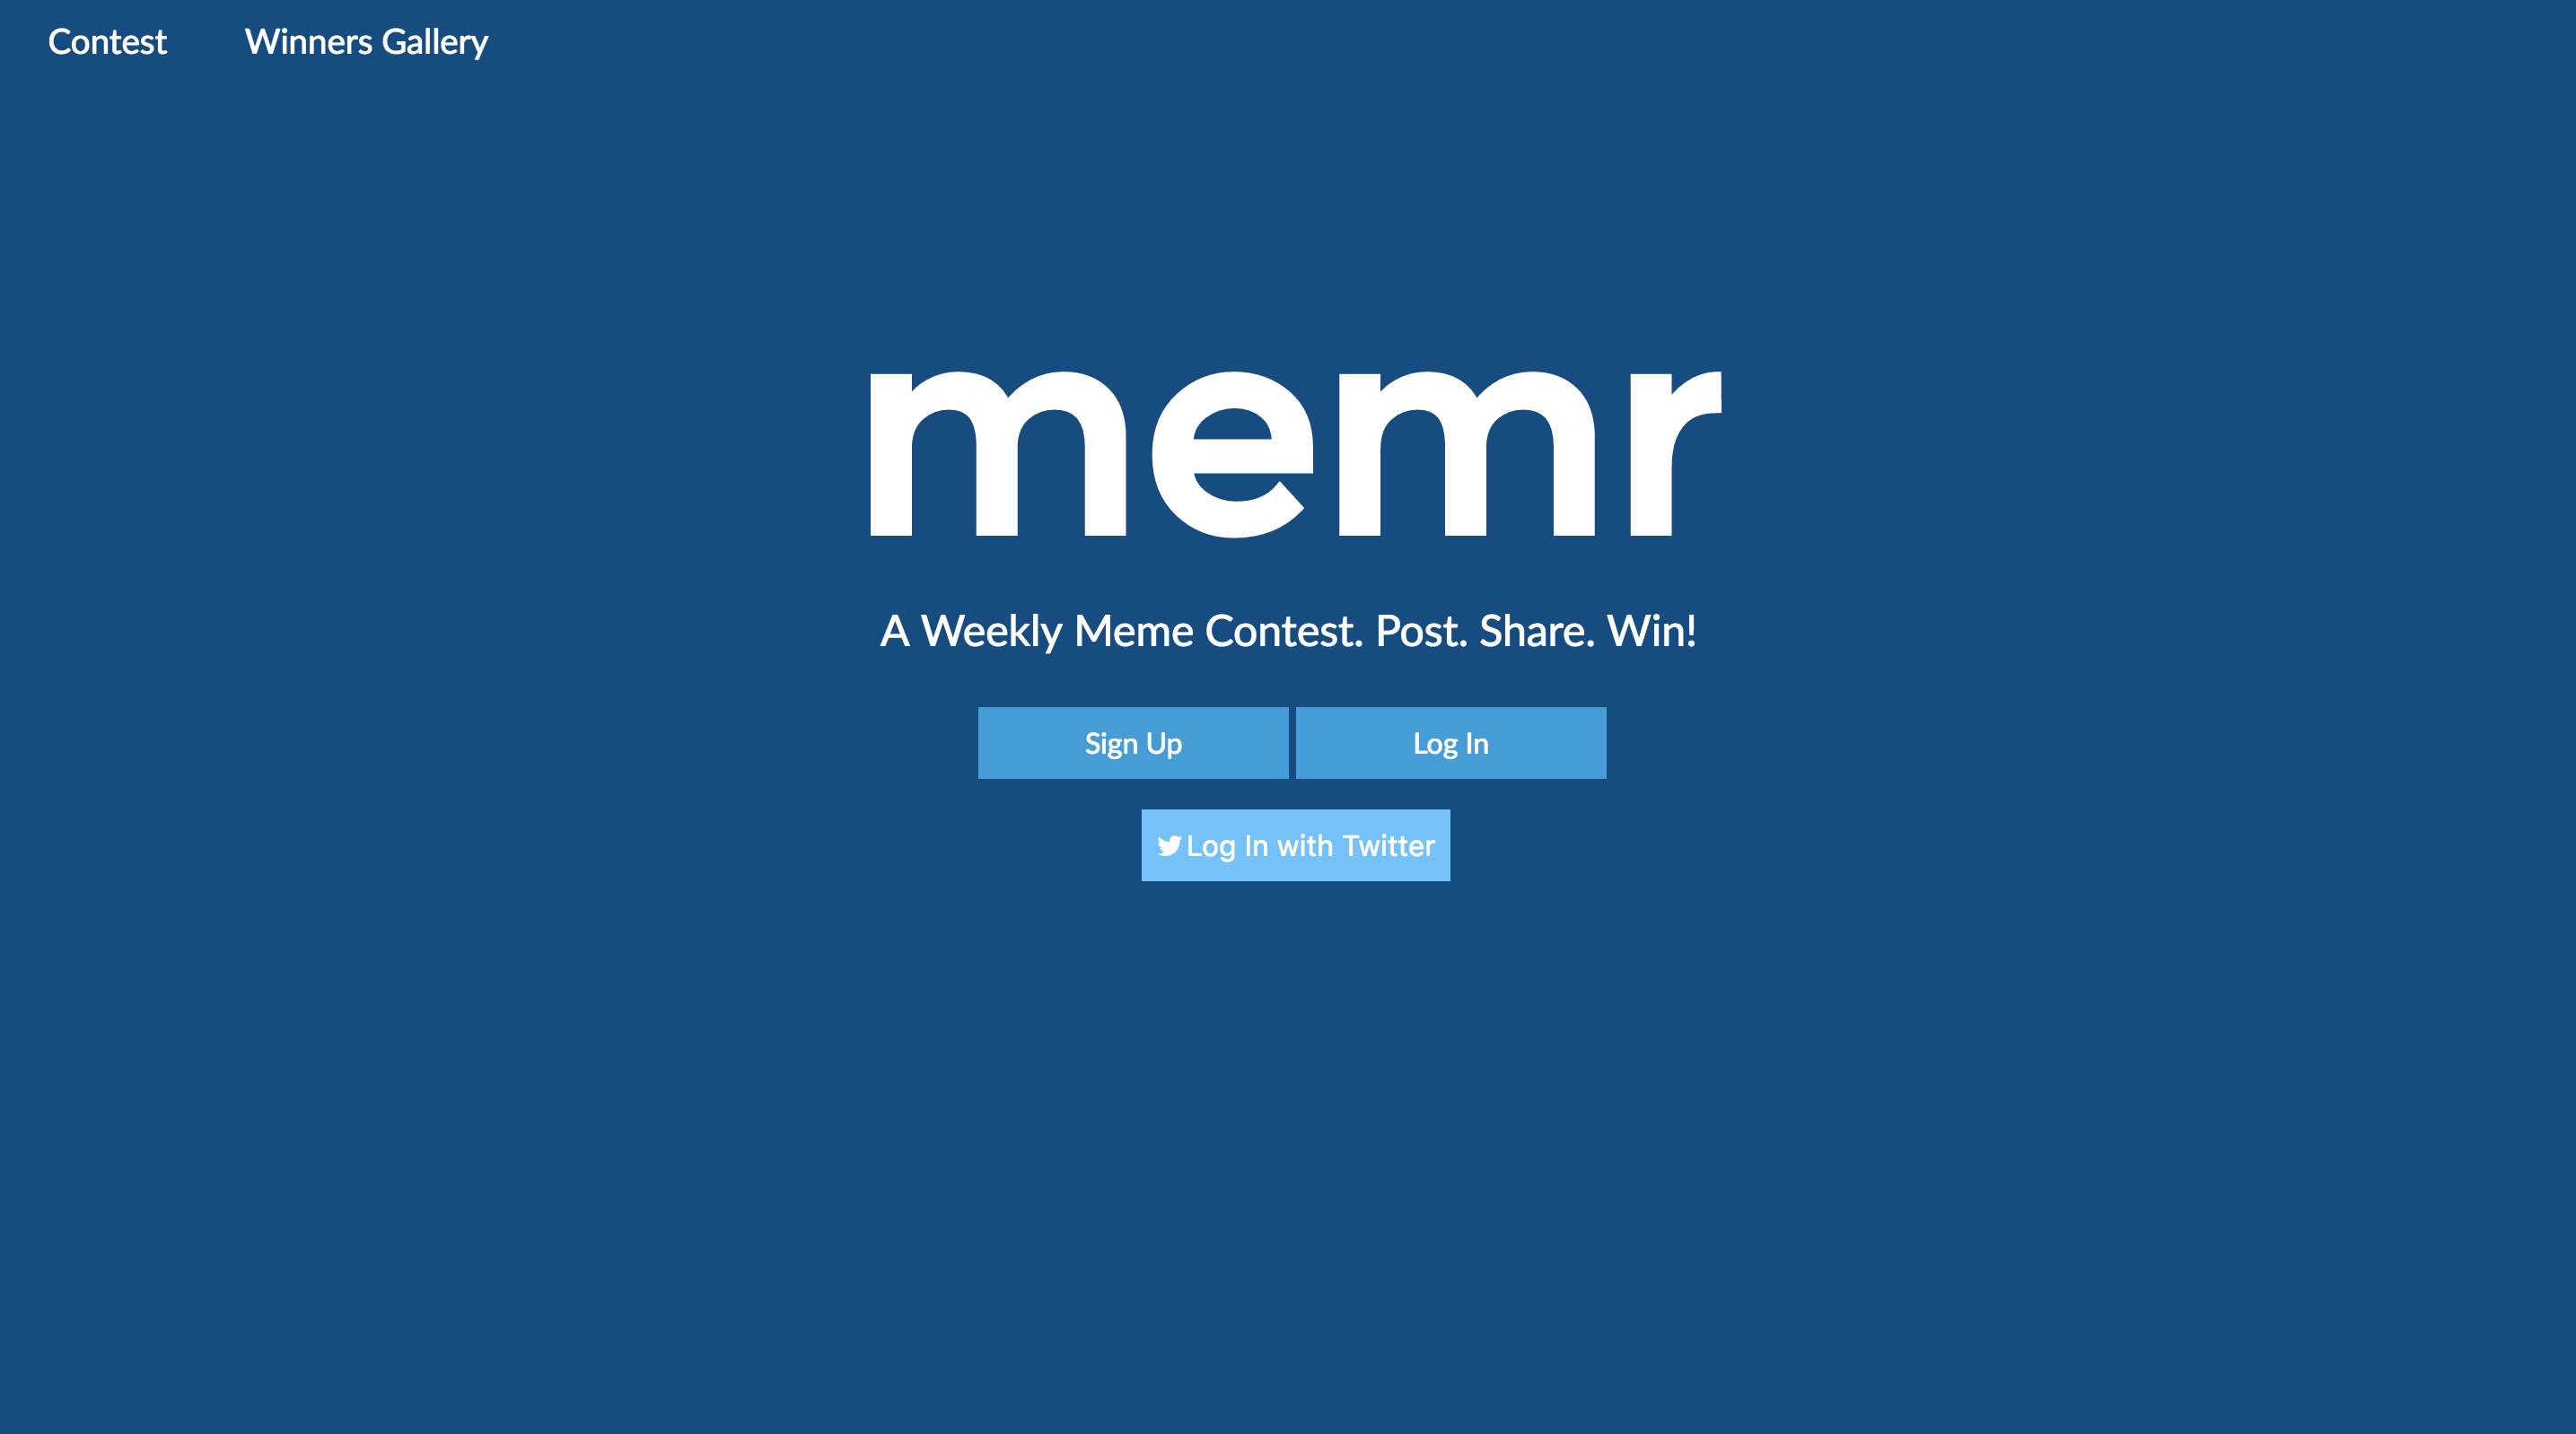 Contest Winners Gallery
memr
A Weekly Meme Contest. Post. Share. Win!
Sign Up Log In
Log In with Twitter